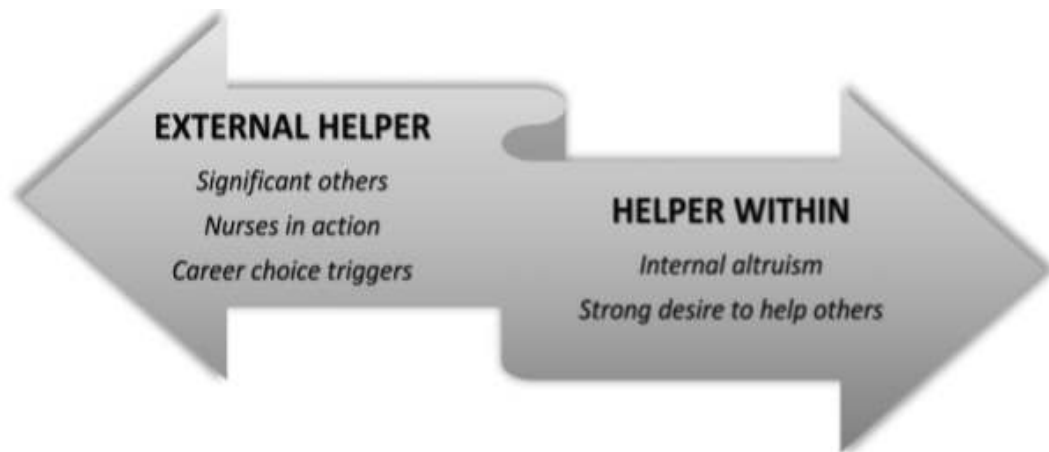 EXTERNAL HELPER
Significant others
Nurses in action
Career choice triggers
HELPER WITHIN
Internal altruism
Strong desire to help others